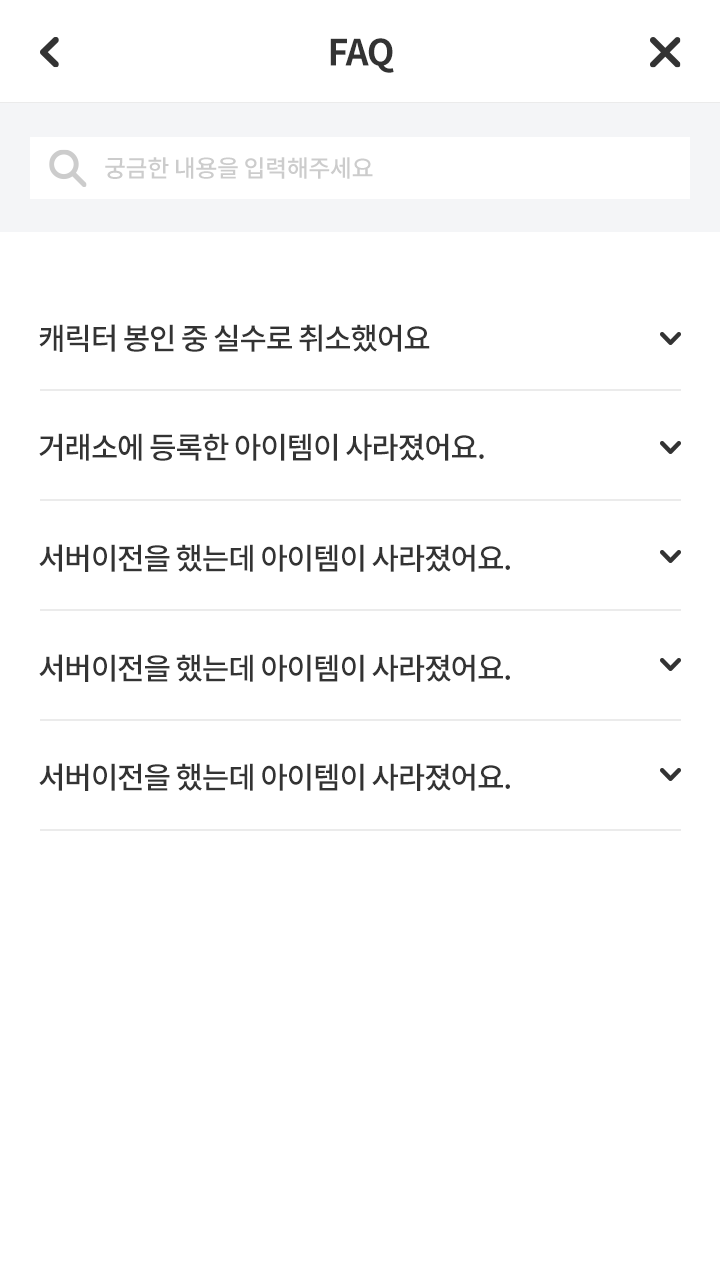 FAQ
궁금한 내용을 입력해주세요
캐릭터 봉인 중 실수로 취소했어요
거래소에 등록한 아이템이 사라졌어요.
서버이전을 했는데 아이템이 사라졌어요.
서버이전을 했는데 아이템이 사라졌어요.
서버이전을 했는데 아이템이 사라졌어요.